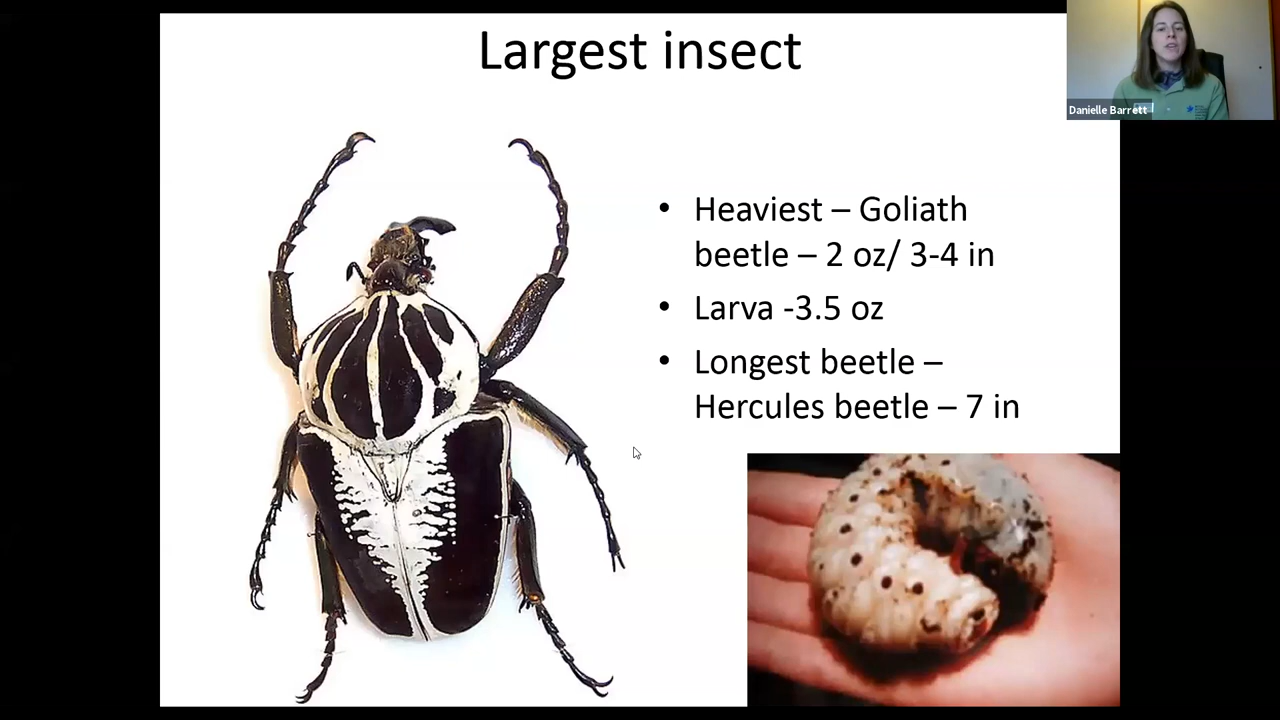 Largest insect
Danielle Barrett
• Heaviest – Goliath
beetle – 2 oz/ 3-4 in
• Larva -3.5 oz
• Longest beetle –
Hercules beetle – 7 in